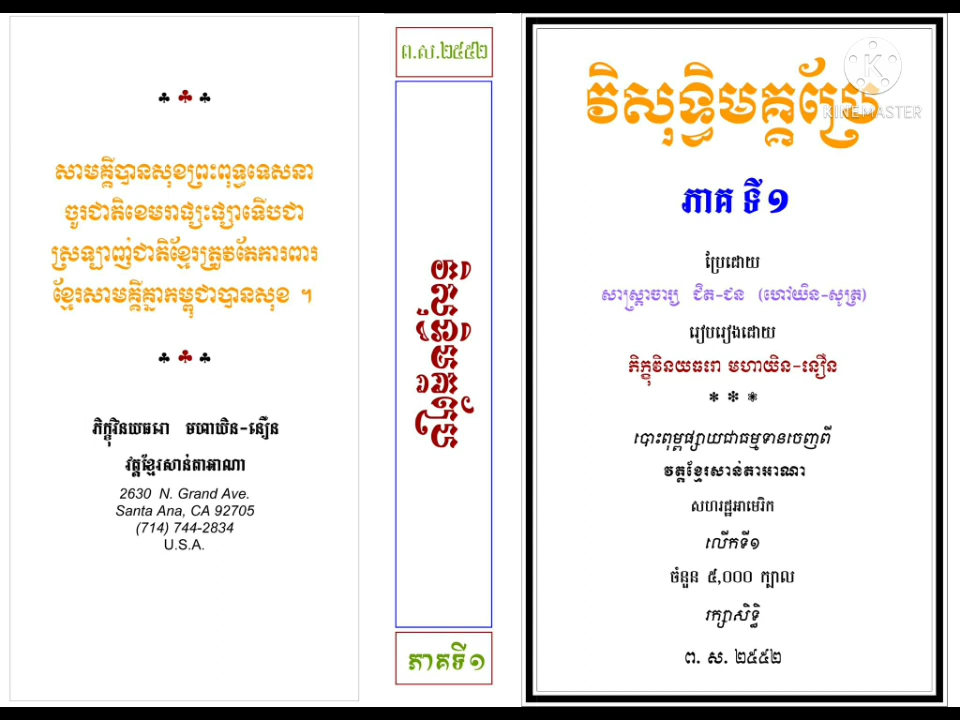 សាមគ្គីបានសុខព្រះពុទ្ធទេសនា
ចូរជាតិខេមរាផ្សះផ្សាទើបជា
ស្រឡាញ់ជាតិខ្មែរត្រូវតែការពារ
ខ្មែរសាមគ្គីគ្នាកម្ពុជាបានសុខ ។
ភិក្ខុវិនយធរោ មហាឃិន-នឿន
វត្តខ្មែរសាន់តាអាណា
2630 N. Grand Ave.
Santa Ana, CA 92705
(714) 744-2834
U.S.A.
ព.ស.២៥៥២
វិសុទ្ធិមគ្គប្រែ
ភាគទី១
វិសុទ្ធិមគ្គប្រែ
KINEMASTER
ភាគ ទី១
ប្រែដោយ
សាស្ត្រាចារ្យ ជិត-ជន (ហៅឃិន-សូត្រ)
រៀបរៀងដោយ
ភិក្ខុវិនយធរោ មហាឃិន-នឿន
បោះពុម្ពផ្សាយជាធម្មទានចេញពី
វត្តខ្មែរសាន់តាអាណា
សហរដ្ឋអាមេរិក
លើកទី១
ចំនួន ៥,០០០ ក្បាល
រក្សាសិទ្ធិ
ព. ស. ២៥៥២